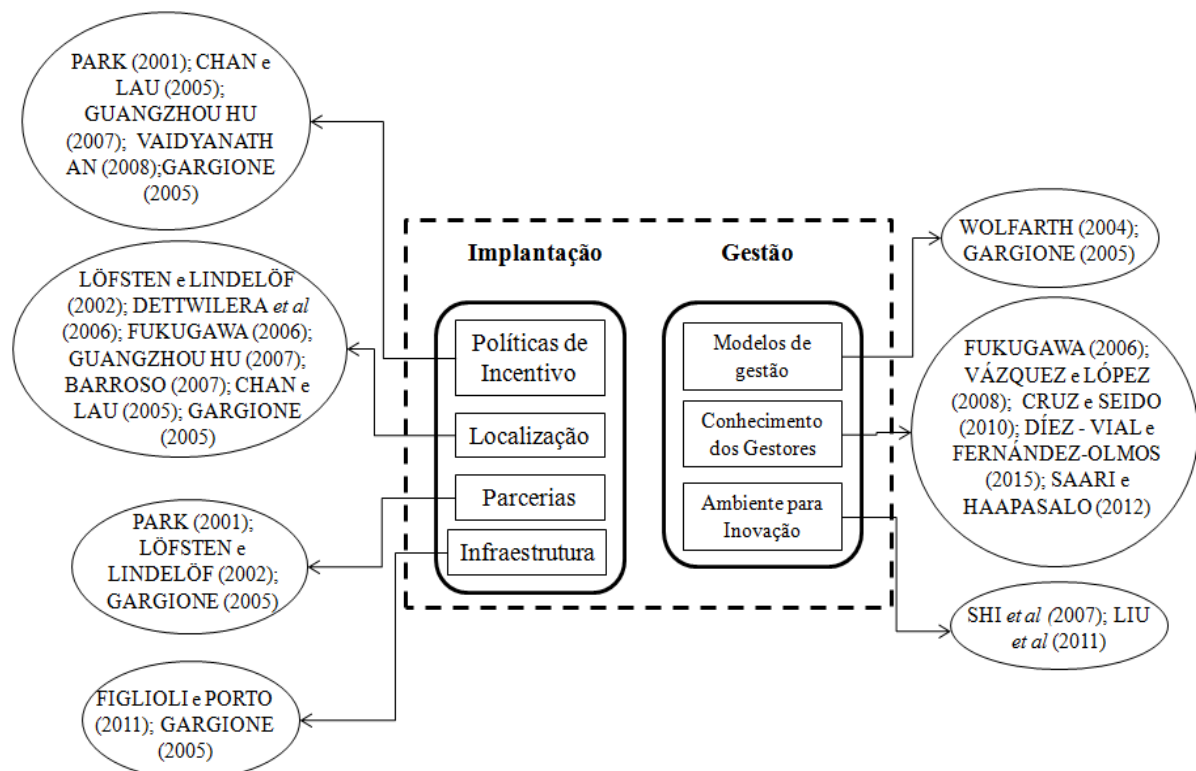 PARK (2001); CHAN e
LAU (2005);
GUANGZHOU HU
(2007); VAIDYANATH
AN (2008);GARGIONE
(2005)
LÖFSTEN e LINDELÖF
(2002); DETTWILERA et al
(2006); FUKUGAWA (2006);
GUANGZHOU HU (2007);
BARROSO (2007); CHAN e
LAU (2005); GARGIONE
(2005)
PARK (2001);
LÖFSTEN e
LINDELÖF (2002);
GARGIONE (2005)
FIGLIOLI e PORTO
(2011); GARGIONE
(2005)
Implantação
Políticas de
Incentivo
Localização
Parcerias
Infraestrutura
Gestão
Modelos de
gestão
Conhecimento
dos Gestores
Ambiente para
Inovação
WOLFARTH (2004);
GARGIONE (2005)
FUKUGAWA (2006);
VÁZQUEZ e LÓPEZ
(2008); CRUZ e SEIDO
(2010); DÍEZ - VIAL e
FERNÁNDEZ-OLMOS
(2015); SAARI e
HAAPASALO (2012)
SHI et al (2007); LIU
et al (2011)